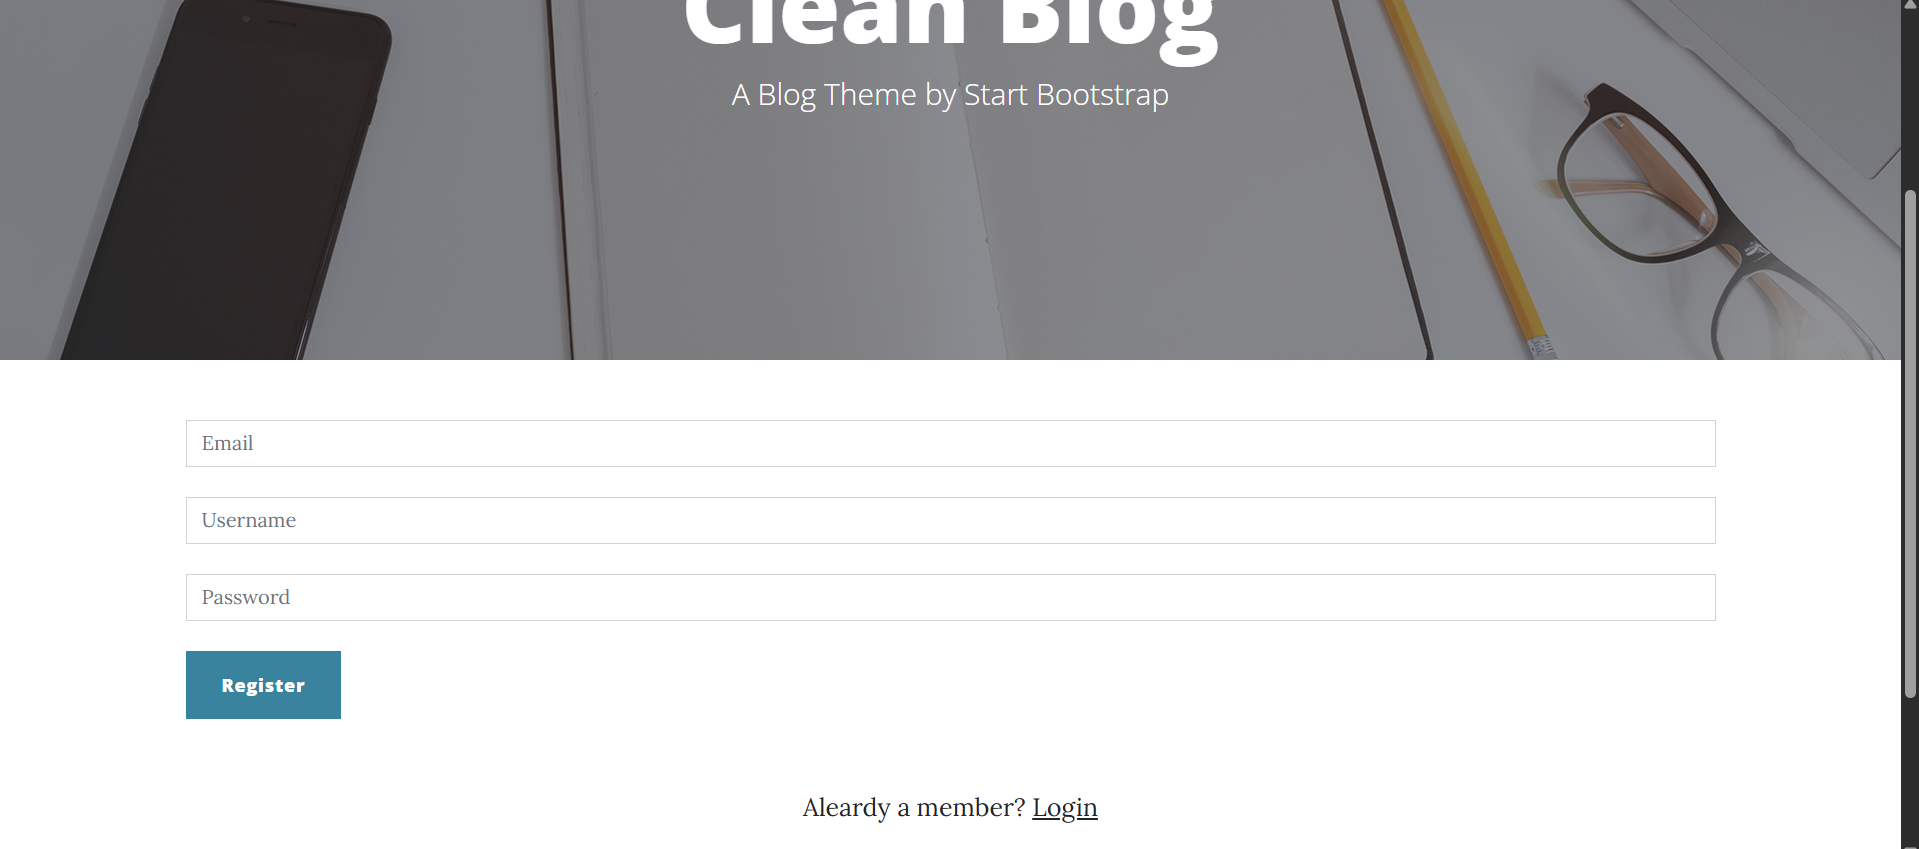 Clean Blog
A Blog Theme by Start Bootstrap
Email
Username
Password
Register
Aleardy a member? Login